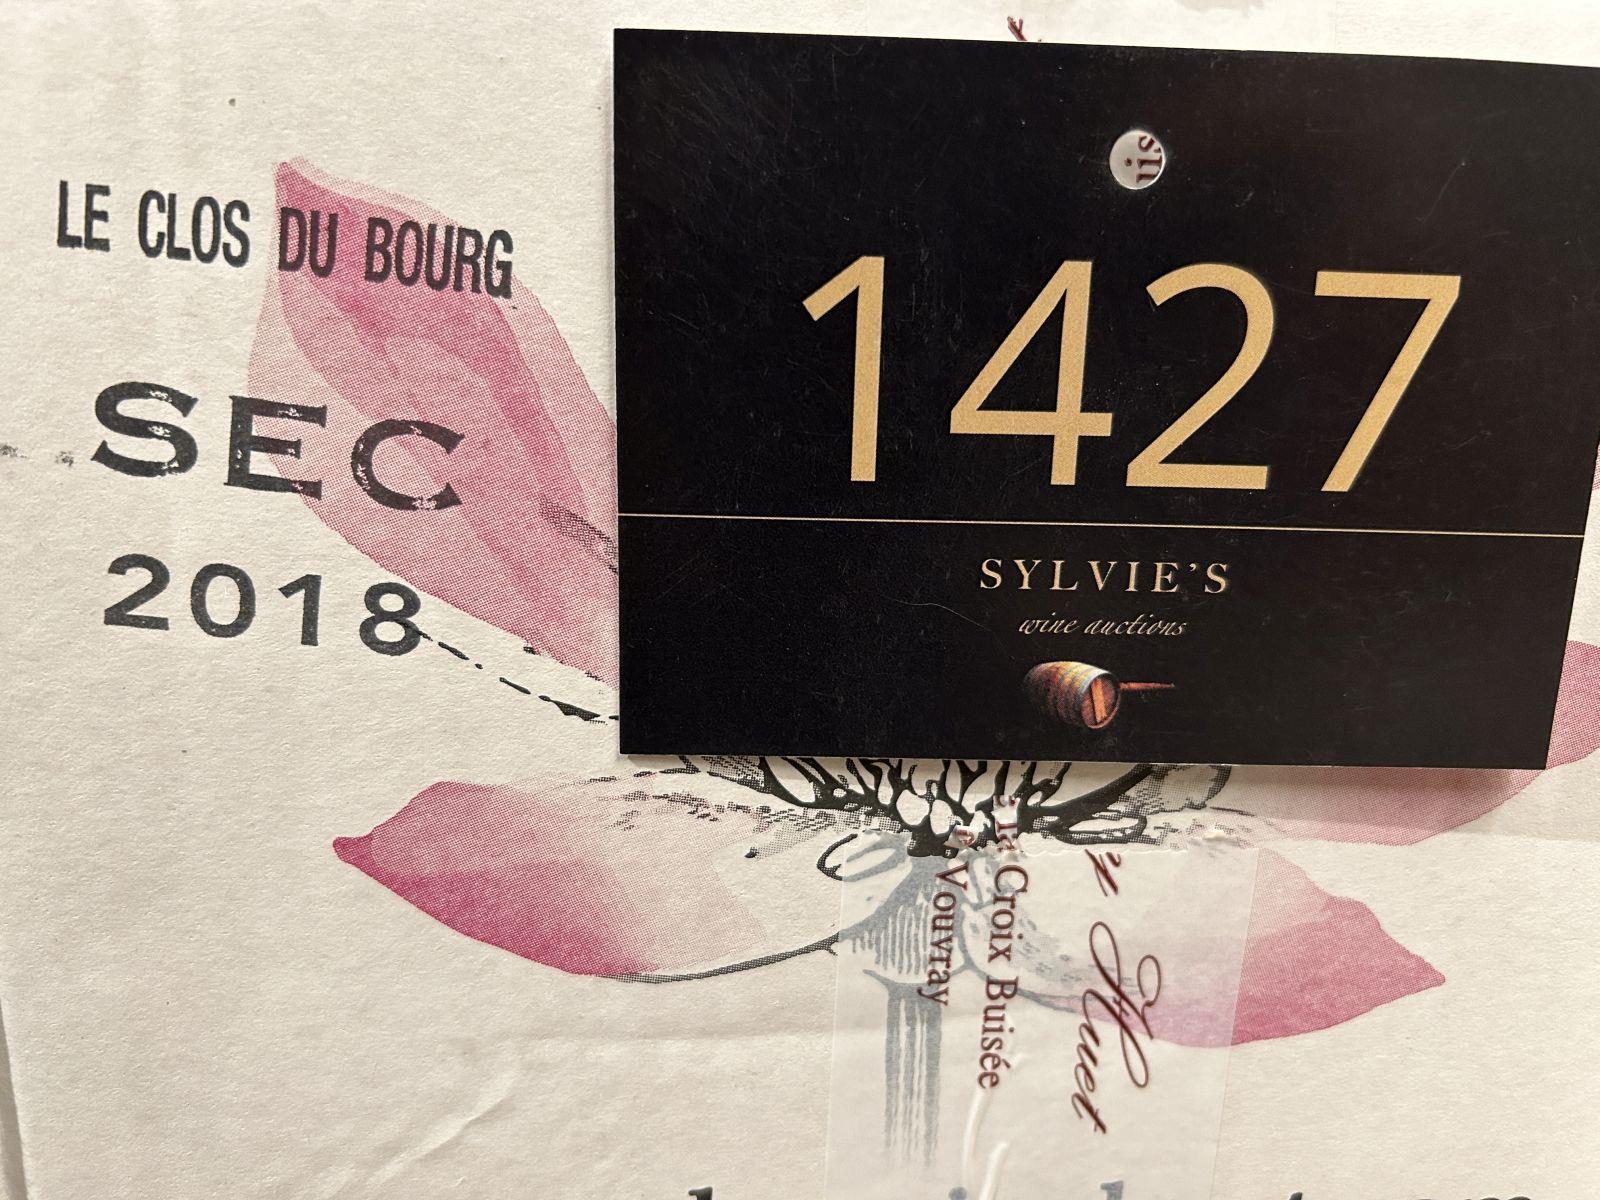 LE CLOS DU BOURG
SEC
2018
1427
SYLVIE'S
wine auctions
Huet
Croix Buisée
Vouvray